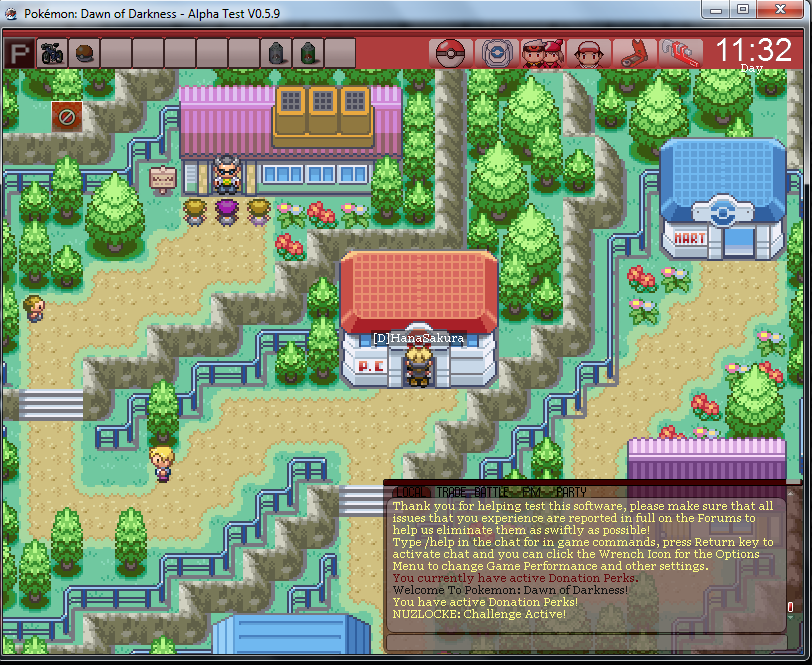 Pokémon: Dawn of Darkness - Alpha Test V0.5.9
P
11:32
Day
MART
[D]HanaSakura
P.C
LOCAL TRADE BATTLE PM PARTY
Thank you for helping test this software, please make sure that all
issues that you experience are reported in full on the Forums to
help us eliminate them as swiftly as possible!
Type /help in the chat for in game commands, press Return key to
activate chat and you can click the Wrench Icon for the Options
Menu to change Game Performance and other settings.
You currently have active Donation Perks.
Welcome To Pokemon: Dawn of Darkness!
You have active Donation Perks!
NUZLOCKE: Challenge Active!